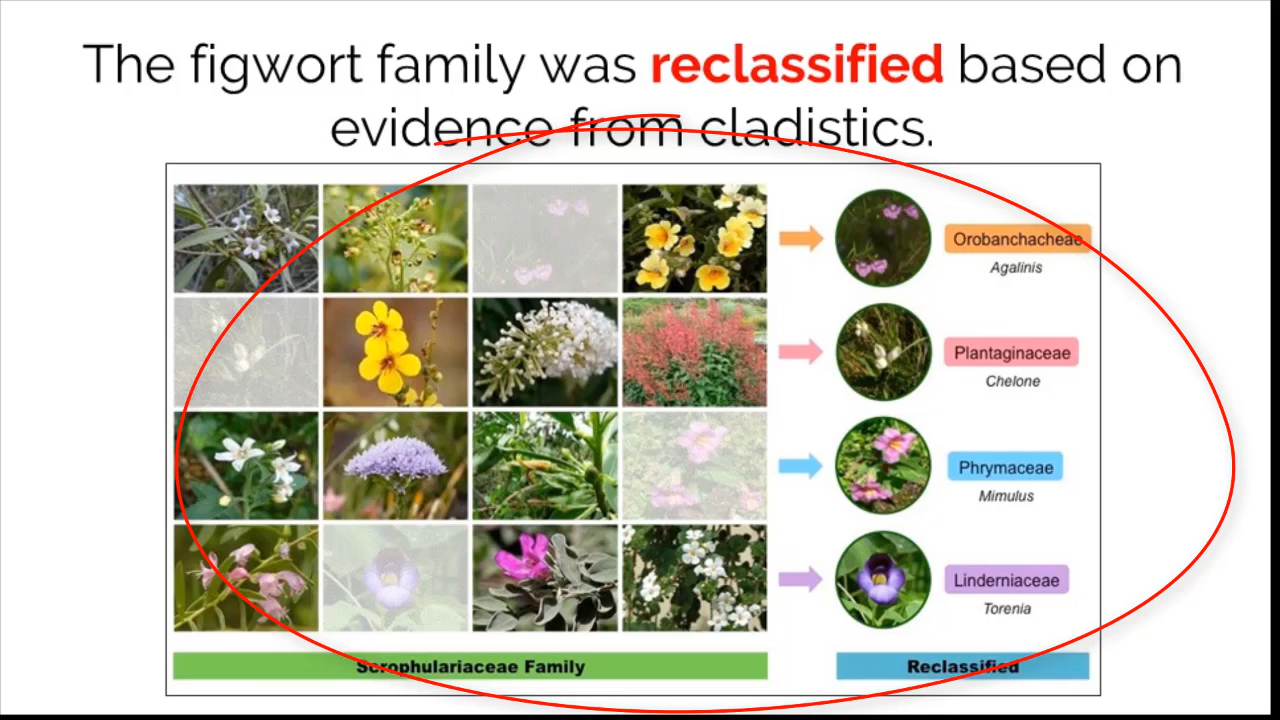 The figwort family was reclassified based on
evidence from cladistics.
Orobanchacheae
Agalinis
Plantaginaceae
Chelone
Phrymaceae
Mimulus
Linderniaceae
Torenia
Scrophulariaceae Family
Reclassified